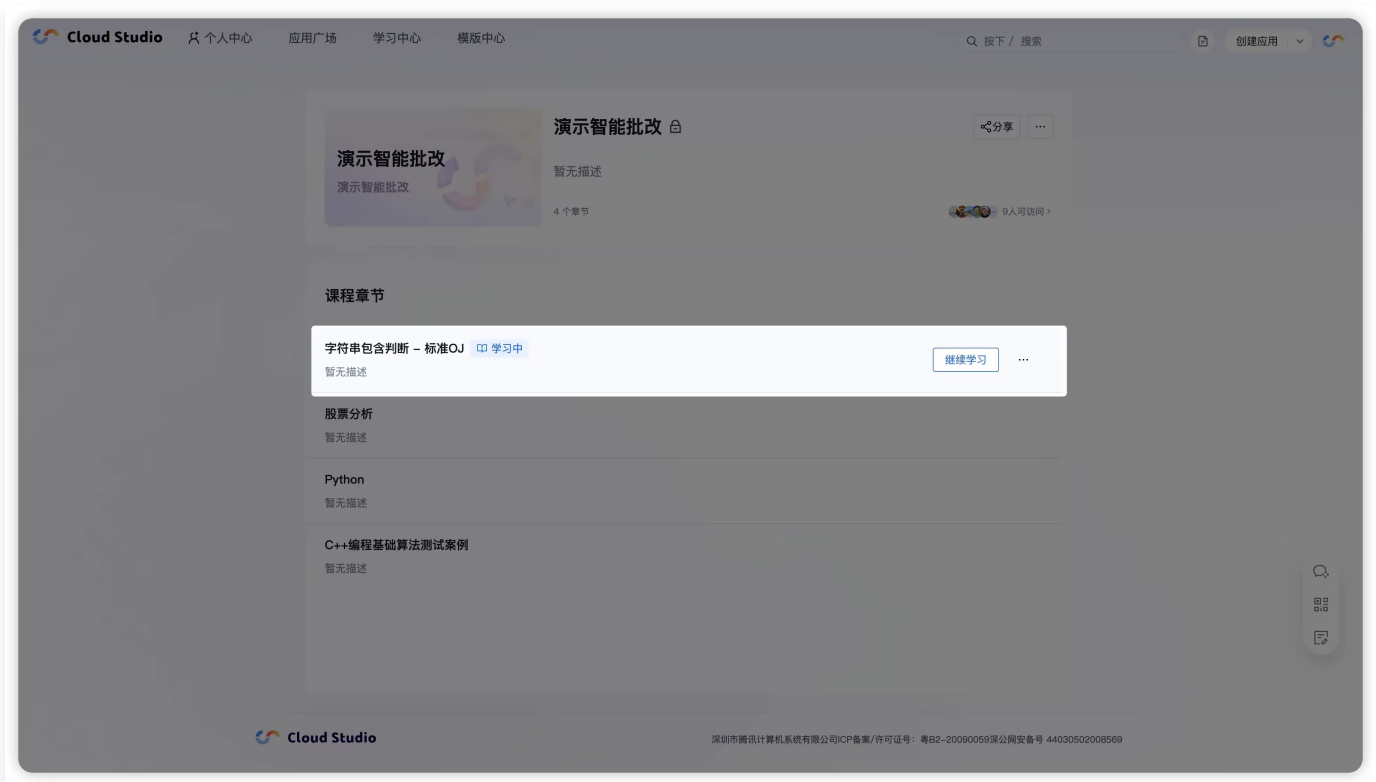 Cloud Studio 个人中心 应用广场 学习中心 模版中心 按下 / 搜索 创建应用
演示智能批改
演示智能批改
演示智能批改
分享 ...
暂无描述
4 个章节
9人可访问 >
课程章节
字符串包含判断 – 标准OJ 学习中
暂无描述
继续学习 ...
股票分析
暂无描述
Python
暂无描述
C++编程基础算法测试案例
暂无描述
Cloud Studio
深圳市腾讯计算机系统有限公司ICP备案/许可证号：粤B2–20090059深公网安备号 44030502008569